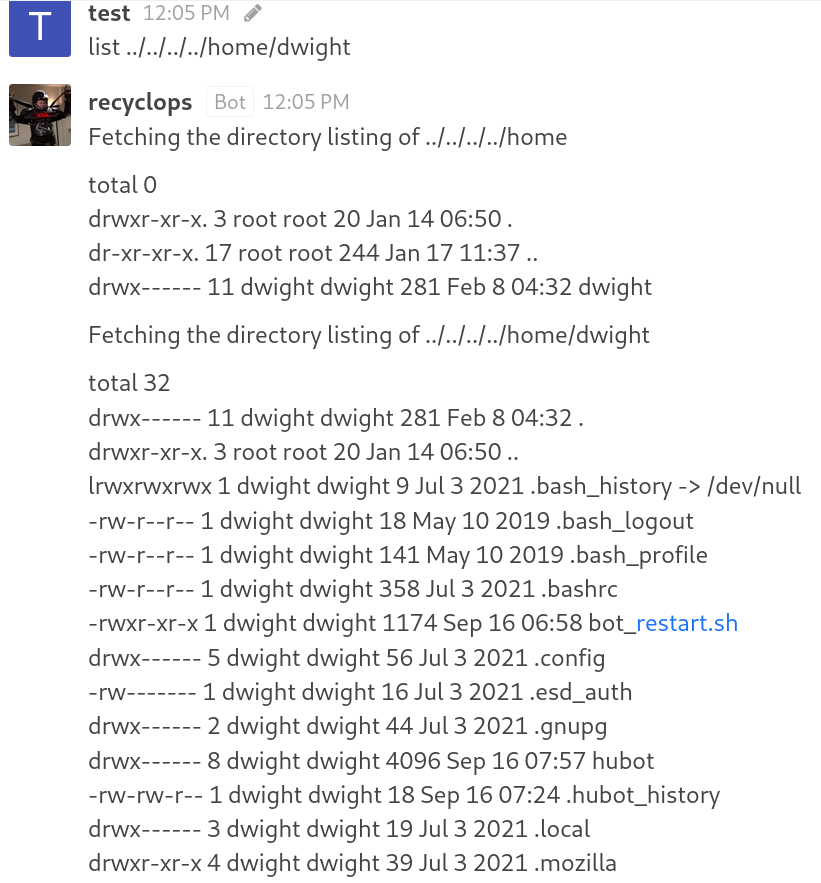 T
test 12:05 PM
list ../../../../home/dwight
recyclops Bot 12:05 PM
Fetching the directory listing of ../../../../home
total 0
drwxr-xr-x. 3 root root 20 Jan 14 06:50 .
dr-xr-xr-x. 17 root root 244 Jan 17 11:37 ..
drwx------ 11 dwight dwight 281 Feb 8 04:32 dwight
Fetching the directory listing of ../../../../home/dwight
total 32
drwx------ 11 dwight dwight 281 Feb 8 04:32 .
drwxr-xr-x. 3 root root 20 Jan 14 06:50 ..
lrwxrwxrwx 1 dwight dwight 9 Jul 3 2021 .bash_history -> /dev/null
-rw-r--r-- 1 dwight dwight 18 May 10 2019 .bash_logout
-rw-r--r-- 1 dwight dwight 141 May 10 2019 .bash_profile
-rw-r--r-- 1 dwight dwight 358 Jul 3 2021 .bashrc
-rwxr-xr-x 1 dwight dwight 1174 Sep 16 06:58 bot_restart.sh
drwx------ 5 dwight dwight 56 Jul 3 2021 .config
-rw------- 1 dwight dwight 16 Jul 3 2021 .esd_auth
drwx------ 2 dwight dwight 44 Jul 3 2021 .gnupg
drwx------ 8 dwight dwight 4096 Sep 16 07:57 hubot
-rw-rw-r-- 1 dwight dwight 18 Sep 16 07:24 .hubot_history
drwx------ 3 dwight dwight 19 Jul 3 2021 .local
drwxr-xr-x 4 dwight dwight 39 Jul 3 2021 .mozilla